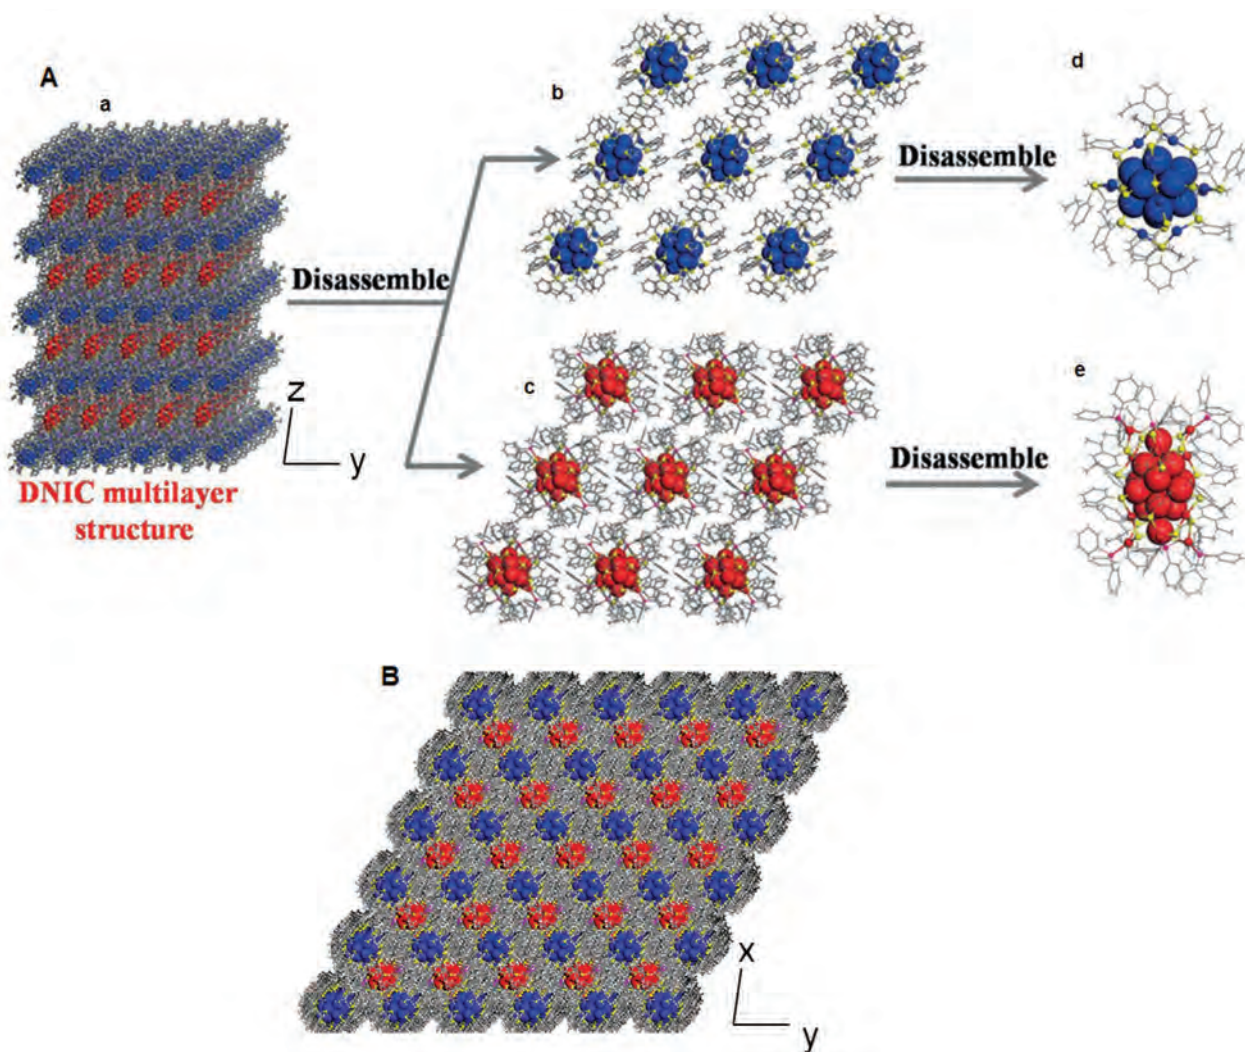 A
a
b
d
Disassemble
Disassemble
z
y
DNIC multilayer
structure
c
e
Disassemble
B
x
y